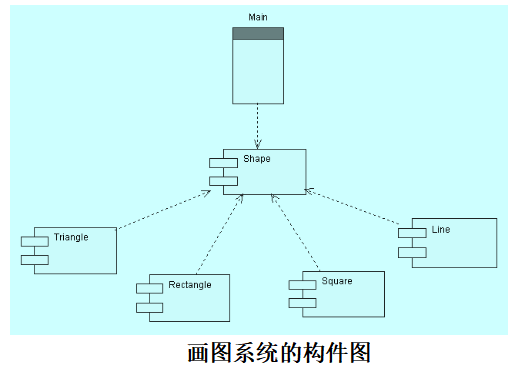 Main
Shape
Triangle
Line
Rectangle
Square
画图系统的构件图